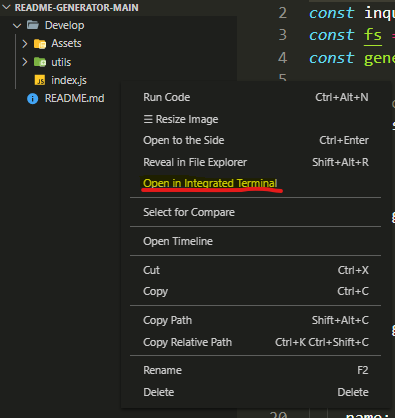 README-GENERATOR-MAIN
Develop
Assets
utils
JS index.js
README.md
2 const inqu
3 const fs =
4 const gene
Run Code Ctrl+Alt+N
Resize Image
Open to the Side Ctrl+Enter
Reveal in File Explorer Shift+Alt+R
Open in Integrated Terminal
Select for Compare
Open Timeline
Cut Ctrl+X
Copy Ctrl+C
Copy Path Shift+Alt+C
Copy Relative Path Ctrl+K Ctrl+Shift+C
Rename F2
Delete Delete
20 name: